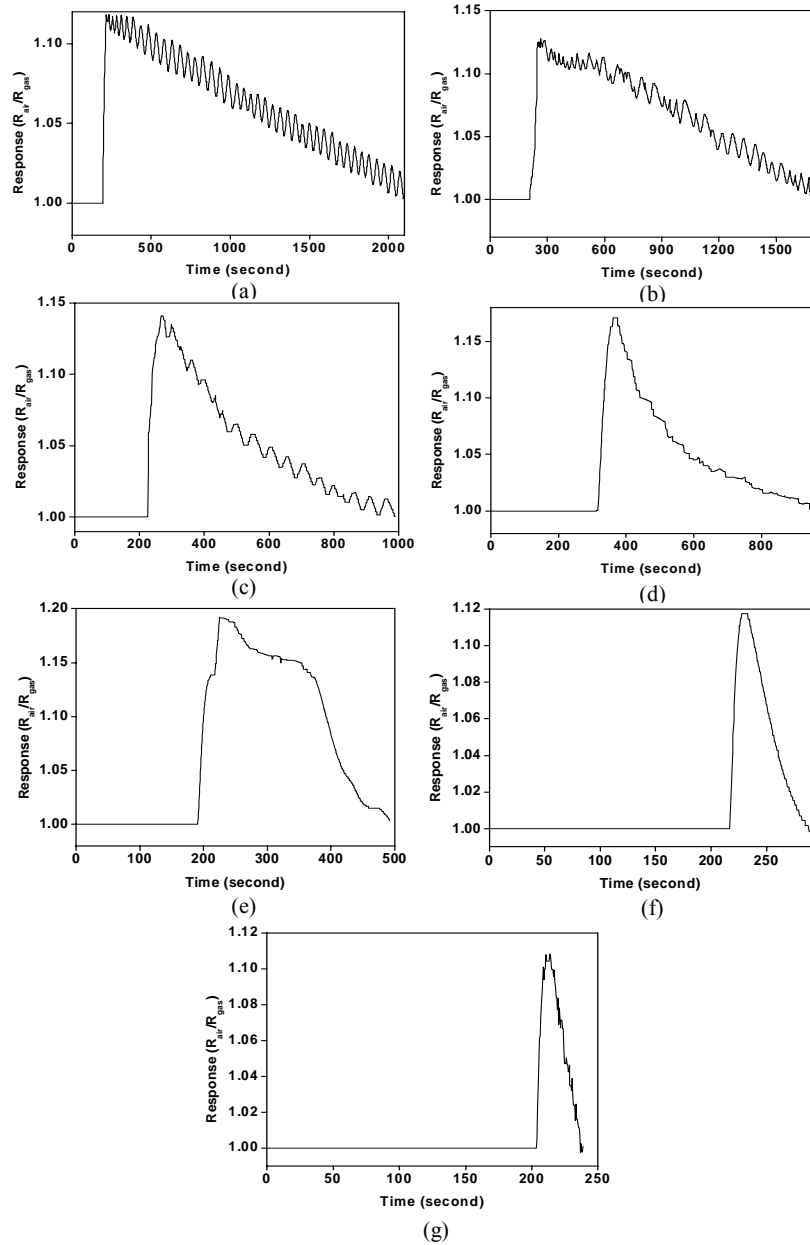 1.10
1.05
1.00
Response (Rair/Rgas)
0 500 1000 1500 2000
Time (second)
(a)
1.15
1.10
1.05
1.00
Response (Rair/Rgas)
0 300 600 900 1200 1500
Time (second)
(b)
1.15
1.10
1.05
1.00
Response (Rair/Rgas)
0 200 400 600 800 1000
Time (second)
(c)
1.15
1.10
1.05
1.00
Response (Rair/Rgas)
0 200 400 600 800
Time (second)
(d)
1.20
1.15
1.10
1.05
1.00
Response (Rair/Rgas)
0 100 200 300 400 500
Time (second)
(e)
1.12
1.10
1.08
1.06
1.04
1.02
1.00
Response (Rair/Rgas)
0 50 100 150 200 250
Time (second)
(f)
1.12
1.10
1.08
1.06
1.04
1.02
1.00
Response (Rair/Rgas)
0 50 100 150 200 250
Time (second)
(g)